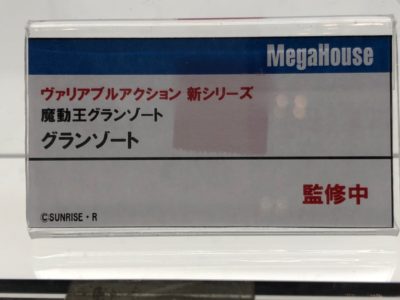 MegaHouse
ヴァリアブルアクション 新シリーズ
魔動王グランゾート
グランゾート
監修中
©SUNRISE・R